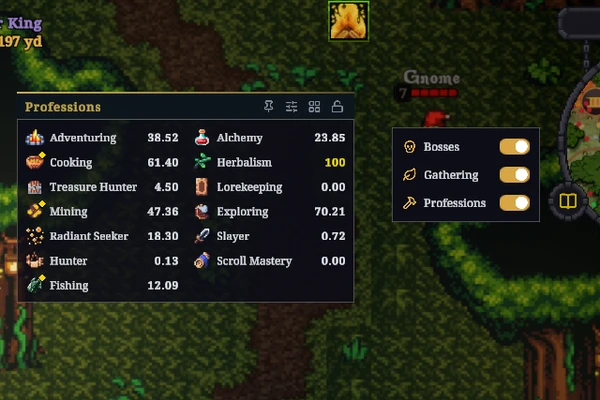 r King
197 yd
Gnome
7
Professions
Adventuring 38.52 Alchemy 23.85
Cooking 61.40 Herbalism 100
Treasure Hunter 4.50 Lorekeeping 0.00
Mining 47.36 Exploring 70.21
Radiant Seeker 18.30 Slayer 0.72
Hunter 0.13 Scroll Mastery 0.00
Fishing 12.09
Bosses
Gathering
Professions